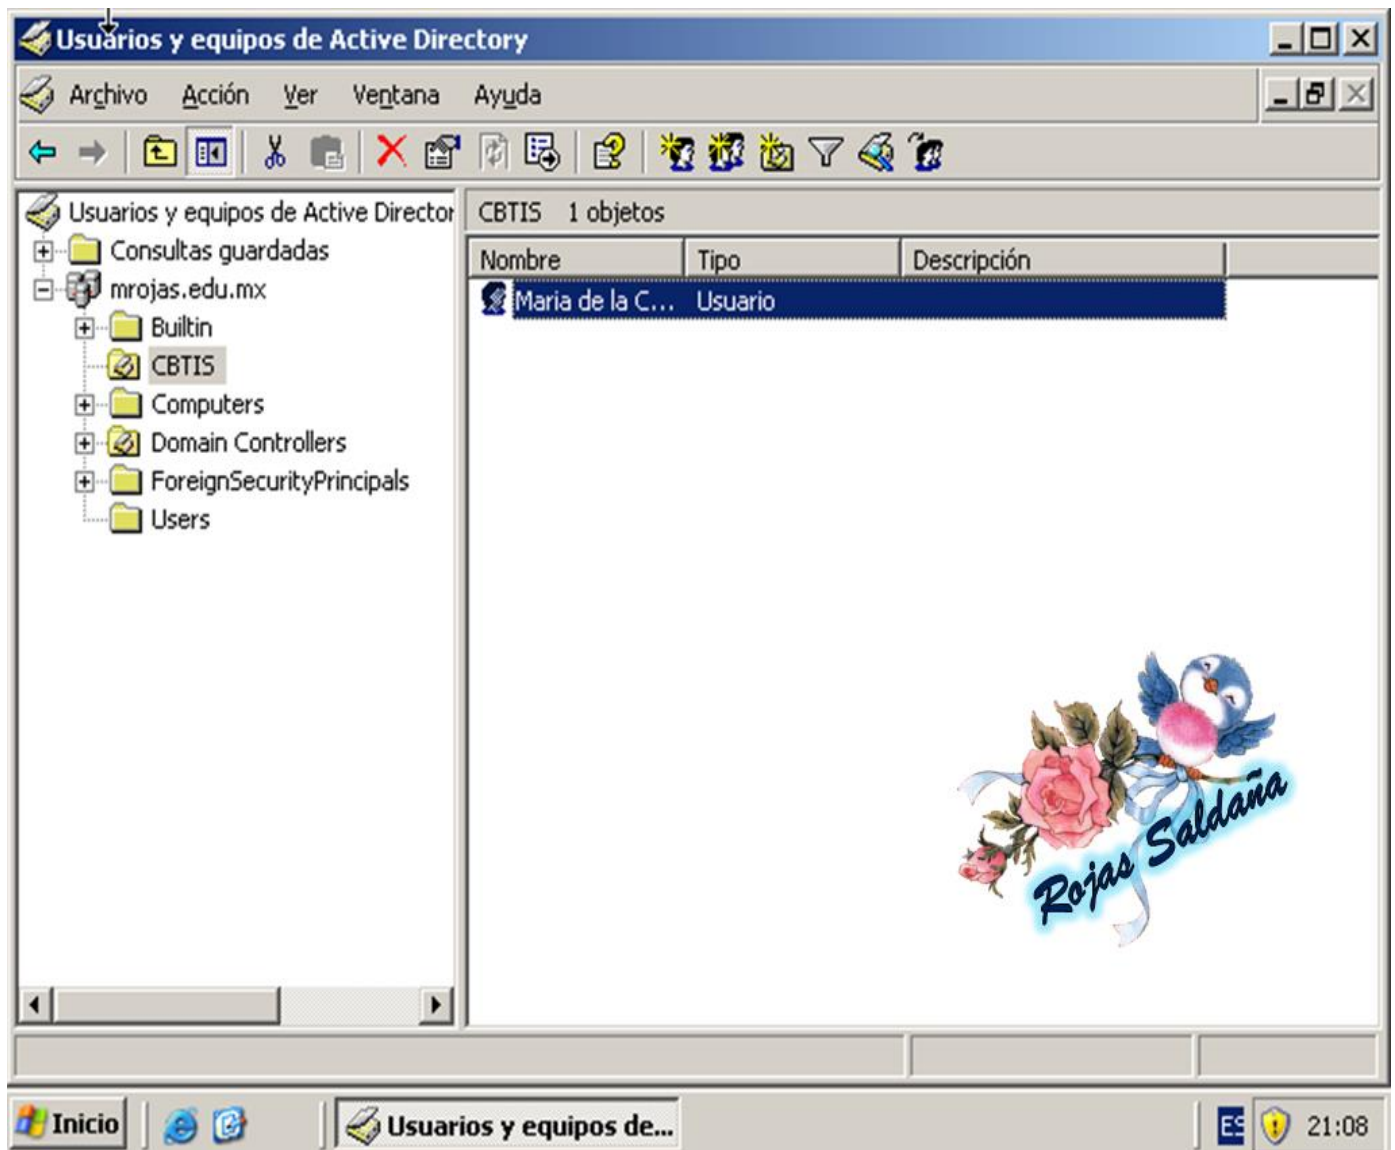 Usuarios y equipos de Active Directory
Archivo Acción Ver Ventana Ayuda
Usuarios y equipos de Active Director
Consultas guardadas
mrojas.edu.mx
Builtin
CBTIS
Computers
Domain Controllers
ForeignSecurityPrincipals
Users
CBTIS 1 objetos
Nombre Tipo Descripción
Maria de la C... Usuario
Rojas Saldaña
Inicio Usuarios y equipos de... ES 21:08